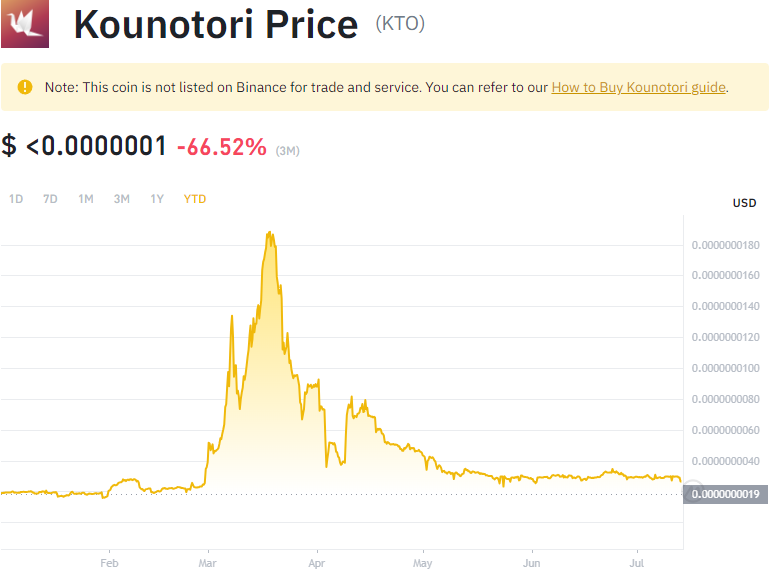 Kounotori Price (KTO)
Note: This coin is not listed on Binance for trade and service. You can refer to our How to Buy Kounotori guide.
$ <0.0000001 -66.52% (3M)
1D 7D 1M 3M 1Y YTD
USD
0.0000000180
0.0000000160
0.0000000140
0.0000000120
0.0000000100
0.0000000080
0.0000000060
0.0000000040
0.0000000019
Feb Mar Apr May Jun Jul